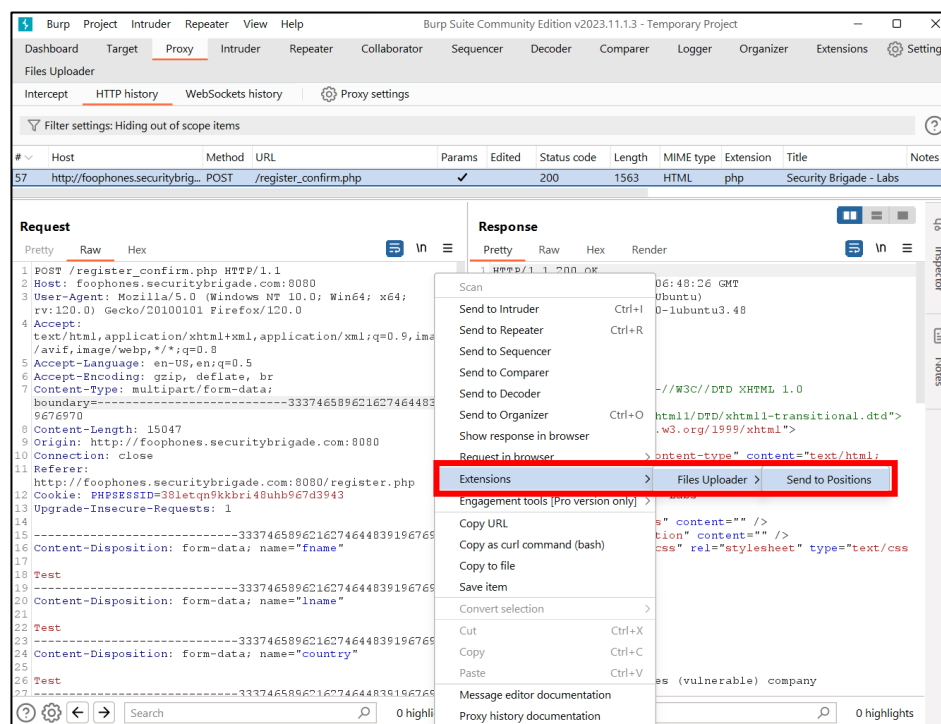 Burp Project Intruder Repeater View Help Burp Suite Community Edition v2023.11.1.3 - Temporary Project
Dashboard Target Proxy Intruder Repeater Collaborator Sequencer Decoder Comparer Logger Organizer Extensions Setting
Files Uploader
Intercept HTTP history WebSockets history Proxy settings
Filter settings: Hiding out of scope items
# Host Method URL Params Edited Status code Length MIME type Extension Title Notes
57 http://foophones.securitybrig... POST /register_confirm.php ✓ 200 1563 HTML php Security Brigade - Labs
Request
Pretty Raw Hex \n
1 POST /register_confirm.php HTTP/1.1
2 Host: foophones.securitybrigade.com:8080
3 User-Agent: Mozilla/5.0 (Windows NT 10.0; Win64; x64;
rv:120.0) Gecko/20100101 Firefox/120.0
4 Accept:
text/html,application/xhtml+xml,application/xml;q=0.9,ima
/avif,image/webp,*/*;q=0.8
5 Accept-Language: en-US,en;q=0.5
6 Accept-Encoding: gzip, deflate, br
7 Content-Type: multipart/form-data;
boundary=---------------------------33374658962162746448​3
9676970
8 Content-Length: 15047
9 Origin: http://foophones.securitybrigade.com:8080
10 Connection: close
11 Referer:
http://foophones.securitybrigade.com:8080/register.php
12 Cookie: PHPSESSID=38letqn9kkbri48uhb967d3943
13 Upgrade-Insecure-Requests: 1
14
15 -----------------------------333746589621627464483919676​9
16 Content-Disposition: form-data; name="fname"
17
18 Test
19 -----------------------------3337465896216274644839196769
20 Content-Disposition: form-data; name="lname"
21
22 Test
23 -----------------------------3337465896216274644839196769
24 Content-Disposition: form-data; name="country"
25
26 Test
27 -----------------------------3337465896216274644839196769
Search 0 highli
Scan
Send to Intruder Ctrl+I
Send to Repeater Ctrl+R
Send to Sequencer
Send to Comparer
Send to Decoder
Send to Organizer Ctrl+O
Show response in browser
Request in browser >
Extensions > Files Uploader > Send to Positions
Engagement tools [Pro version only] >
Copy URL
Copy as curl command (bash)
Copy to file
Save item
Convert selection >
Cut Ctrl+X
Copy Ctrl+C
Paste Ctrl+V
Message editor documentation
Proxy history documentation
Response
Pretty Raw Hex Render \n
1 HTTP/1.1 200 OK
06:48:26 GMT
Ubuntu)
0-1ubuntu3.48
-//W3C//DTD XHTML 1.0
html1/DTD/xhtml1-transitional.dtd">
.w3.org/1999/xhtml">
ontent-type" content="text/html;
s" content="" />
tion" content="" />
css" rel="stylesheet" type="text/css
es (vulnerable) company
0 highlights
Inspector
Notes